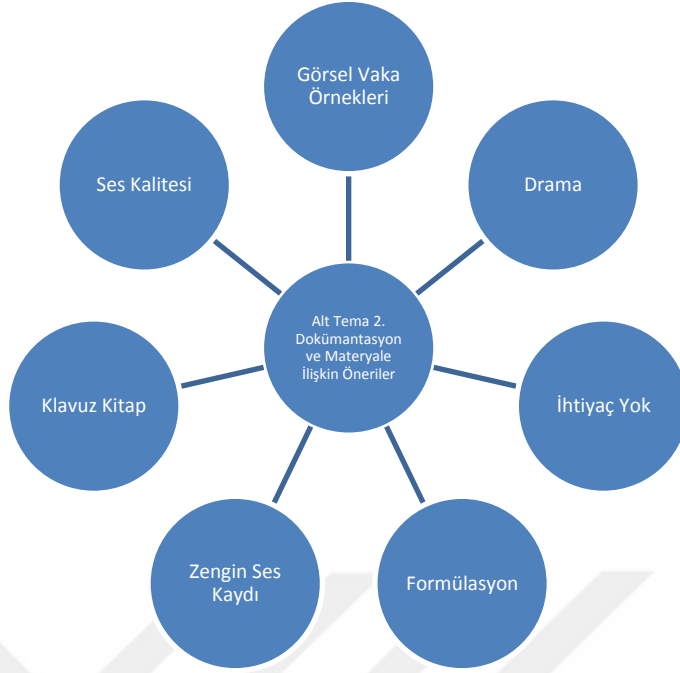 Görsel Vaka
Örnekleri
Ses Kalitesi
Drama
Alt Tema 2.
Dokümantasyon
ve Materyale
İlişkin Öneriler
Klavuz Kitap
İhtiyaç Yok
Zengin Ses
Kaydı
Formülasyon